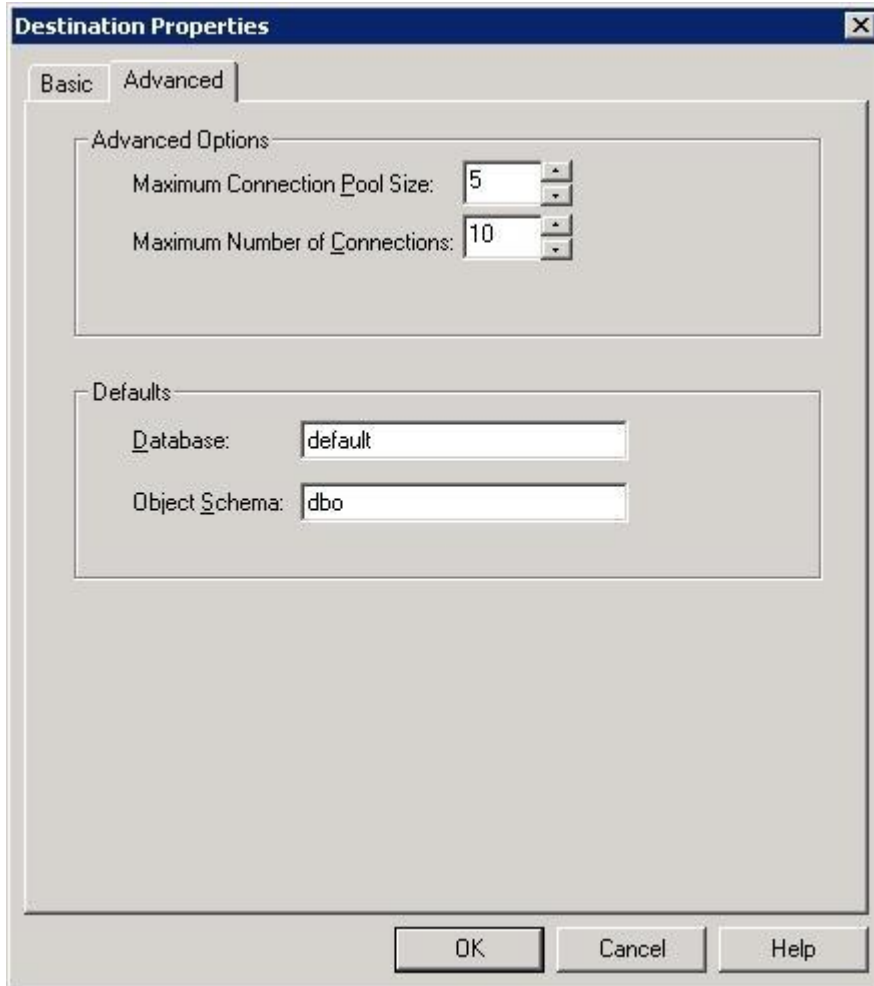 Destination Properties
Basic
Advanced
Advanced Options
Maximum Connection Pool Size: 5
Maximum Number of Connections: 10
Defaults
Database: default
Object Schema: dbo
OK Cancel Help